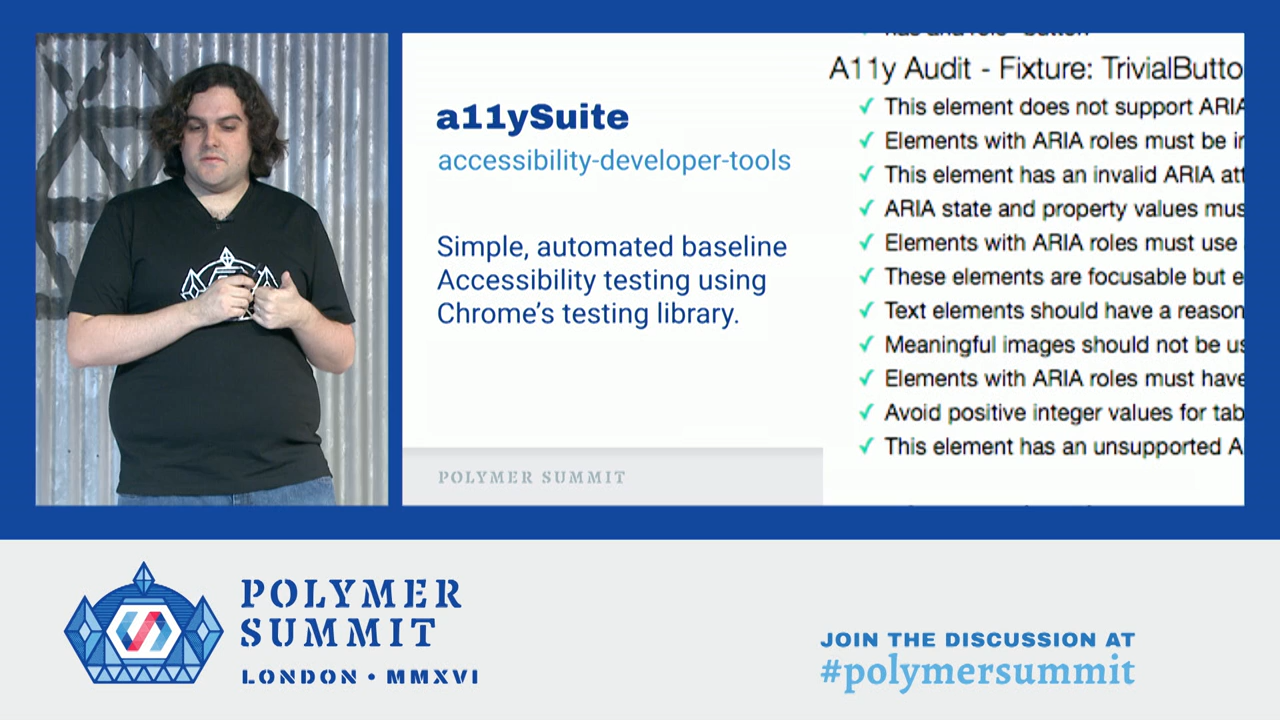 a11ySuite
accessibility-developer-tools
Simple, automated baseline
Accessibility testing using
Chrome's testing library.
POLYMER SUMMIT
A11y Audit - Fixture: TrivialButto
✓ This element does not support ARIA
✓ Elements with ARIA roles must be in
✓ This element has an invalid ARIA att
✓ ARIA state and property values mus
✓ Elements with ARIA roles must use
✓ These elements are focusable but e
✓ Text elements should have a reason
✓ Meaningful images should not be us
✓ Elements with ARIA roles must have
✓ Avoid positive integer values for tab
✓ This element has an unsupported A
POLYMER
SUMMIT
LONDON • MMXVI
JOIN THE DISCUSSION AT
#polymersummit